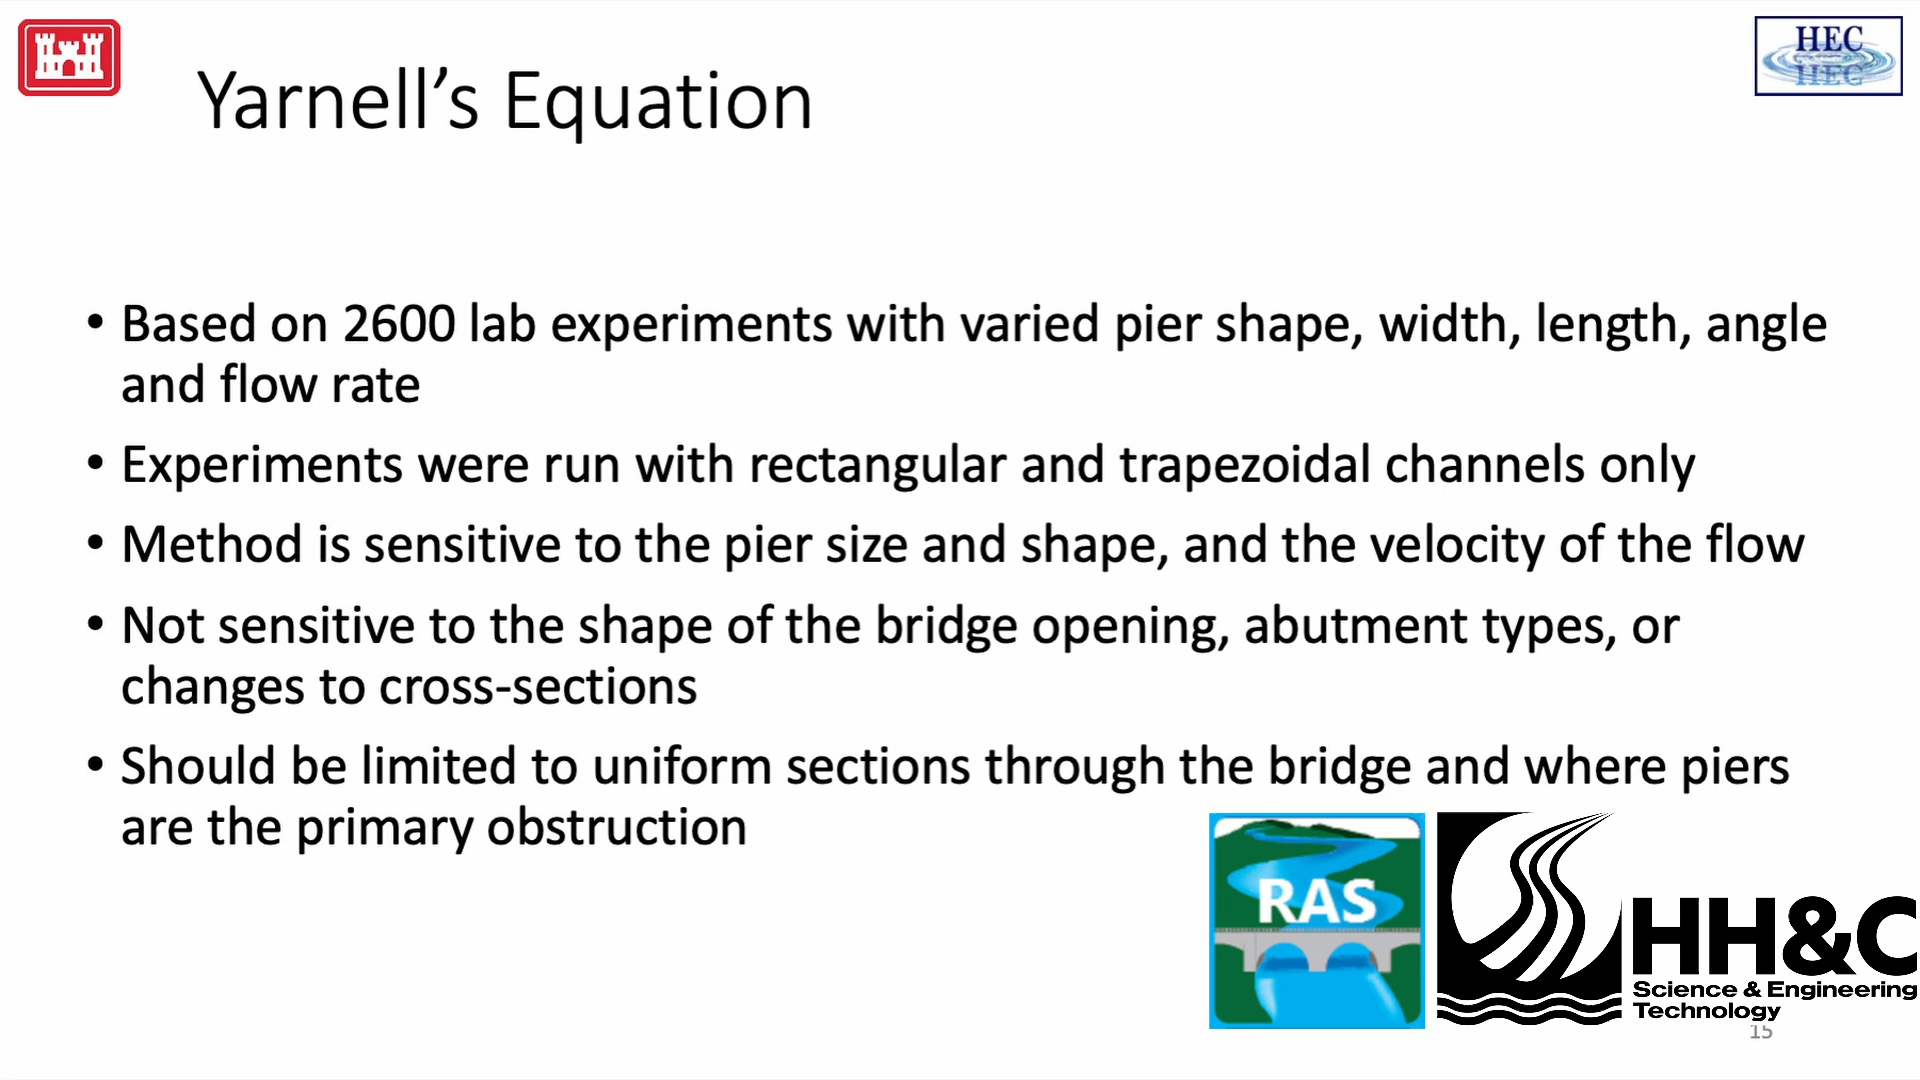 HEC
HEC
Yarnell’s Equation
• Based on 2600 lab experiments with varied pier shape, width, length, angle
and flow rate
• Experiments were run with rectangular and trapezoidal channels only
• Method is sensitive to the pier size and shape, and the velocity of the flow
• Not sensitive to the shape of the bridge opening, abutment types, or
changes to cross-sections
• Should be limited to uniform sections through the bridge and where piers
are the primary obstruction
RAS
HH&C
Science & Engineering
Technology
15